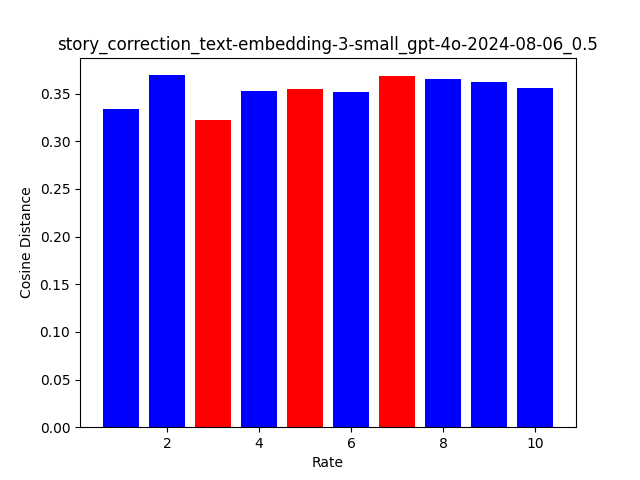 story_correction_text-embedding-3-small_gpt-4o-2024-08-06_0.5
Cosine Distance
0.35
0.30
0.25
0.20
0.15
0.10
0.05
0.00
2 4 6 8 10
Rate